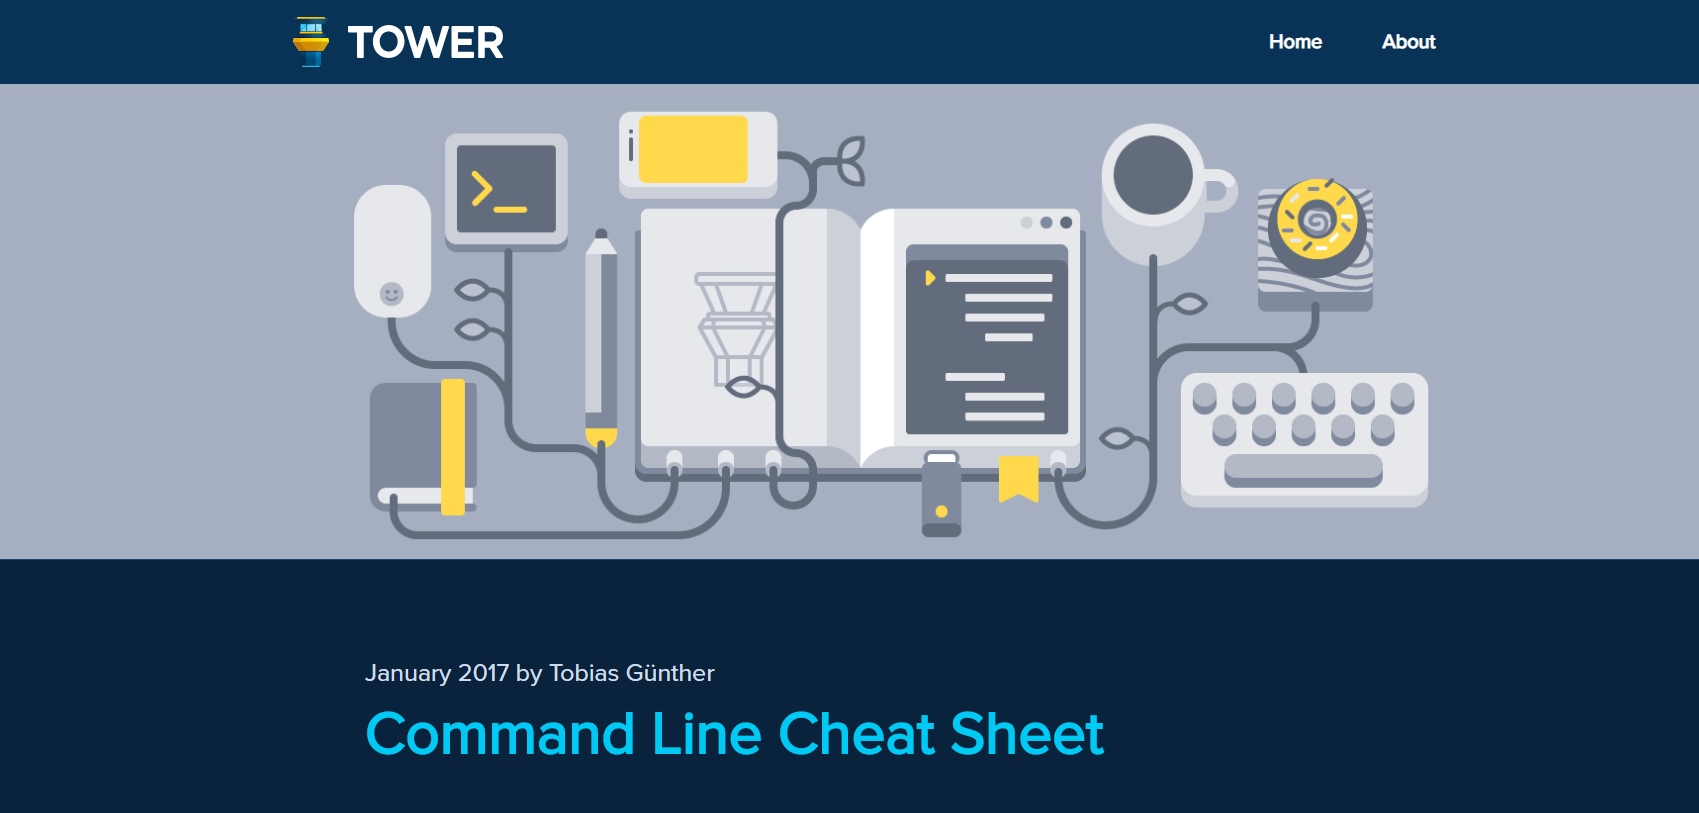 TOWER
Home
About
January 2017 by Tobias Günther
Command Line Cheat Sheet